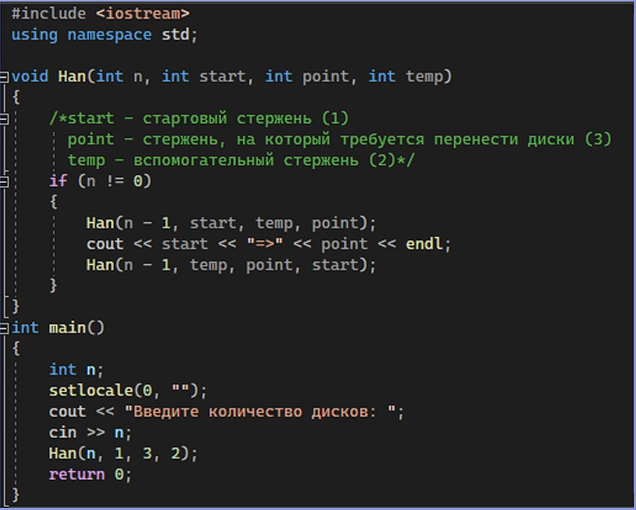 #include <iostream>
using namespace std;
void Han(int n, int start, int point, int temp)
{
/*start - стартовый стержень (1)
point - стержень, на который требуется перенести диски (3)
temp - вспомогательный стержень (2)*/
if (n != 0)
{
Han(n - 1, start, temp, point);
cout << start << "=>" << point << endl;
Han(n - 1, temp, point, start);
}
}
int main()
{
int n;
setlocale(0, "");
cout << "Введите количество дисков: ";
cin >> n;
Han(n, 1, 3, 2);
return 0;
}